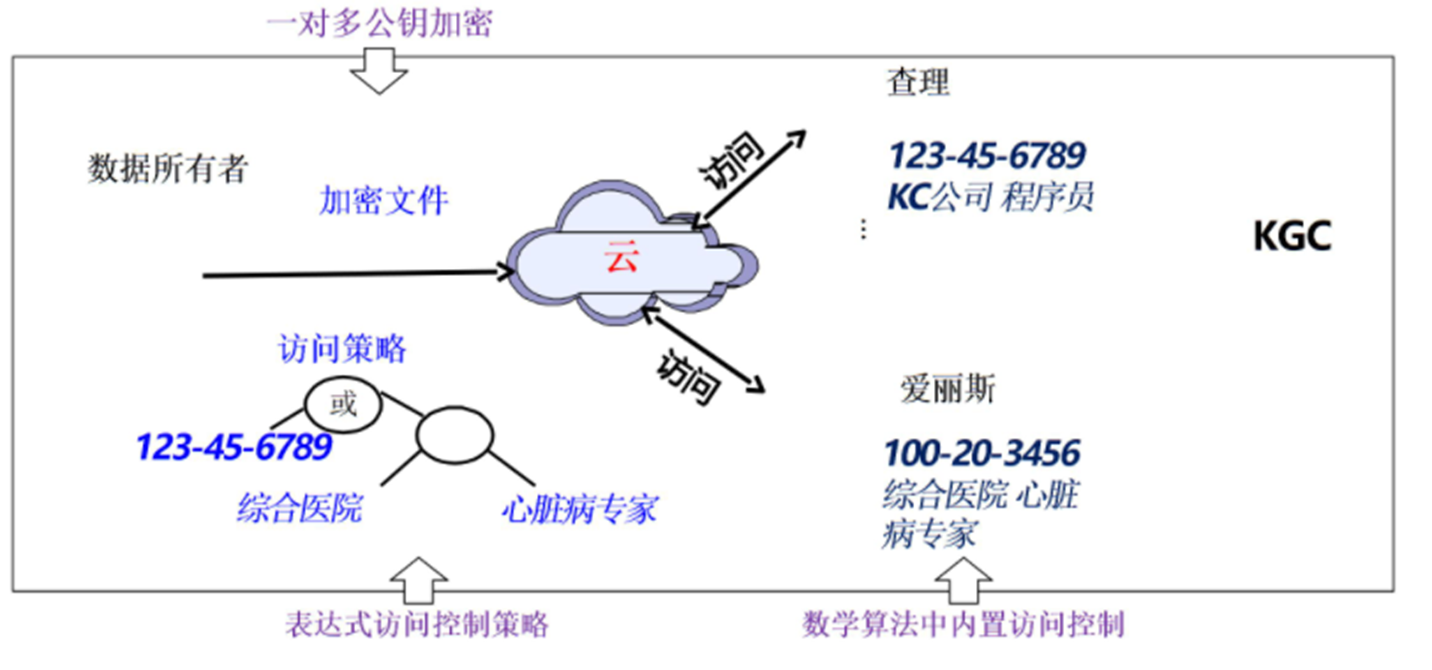 一对多公钥加密
查理
数据所有者
123-45-6789
KC公司 程序员
加密文件
访问
云
KGC
访问策略
访问
或
爱丽斯
123-45-6789
100-20-3456
综合医院
心脏病专家
综合医院 心脏
病专家
表达式访问控制策略
数学算法中内置访问控制